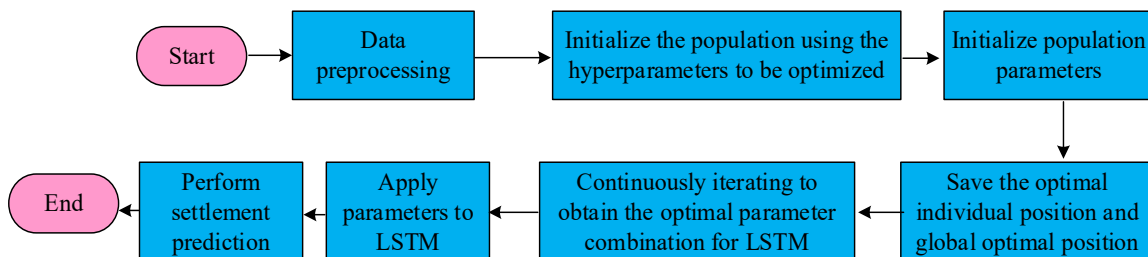 Start
Data
preprocessing
Initialize the population using the
hyperparameters to be optimized
Initialize population
parameters
Save the optimal
individual position and
global optimal position
Continuously iterating to
obtain the optimal parameter
combination for LSTM
Apply
parameters to
LSTM
Perform
settlement
prediction
End